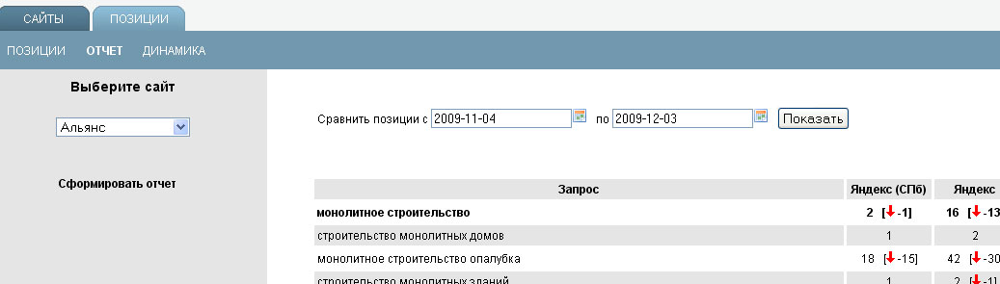 САЙТЫ ПОЗИЦИИ
ПОЗИЦИИ ОТЧЕТ ДИНАМИКА
Выберите сайт
Альянс
Сформировать отчет
Сравнить позиции с 2009-11-04 по 2009-12-03 Показать
Запрос Яндекс (СПб) Яндекс
монолитное строительство 2 [-1] 16 [-13
строительство монолитных домов 1 2
монолитное строительство опалубка 18 [-15] 42 [-30
строительство монолитных зданий 1 2 [-1]